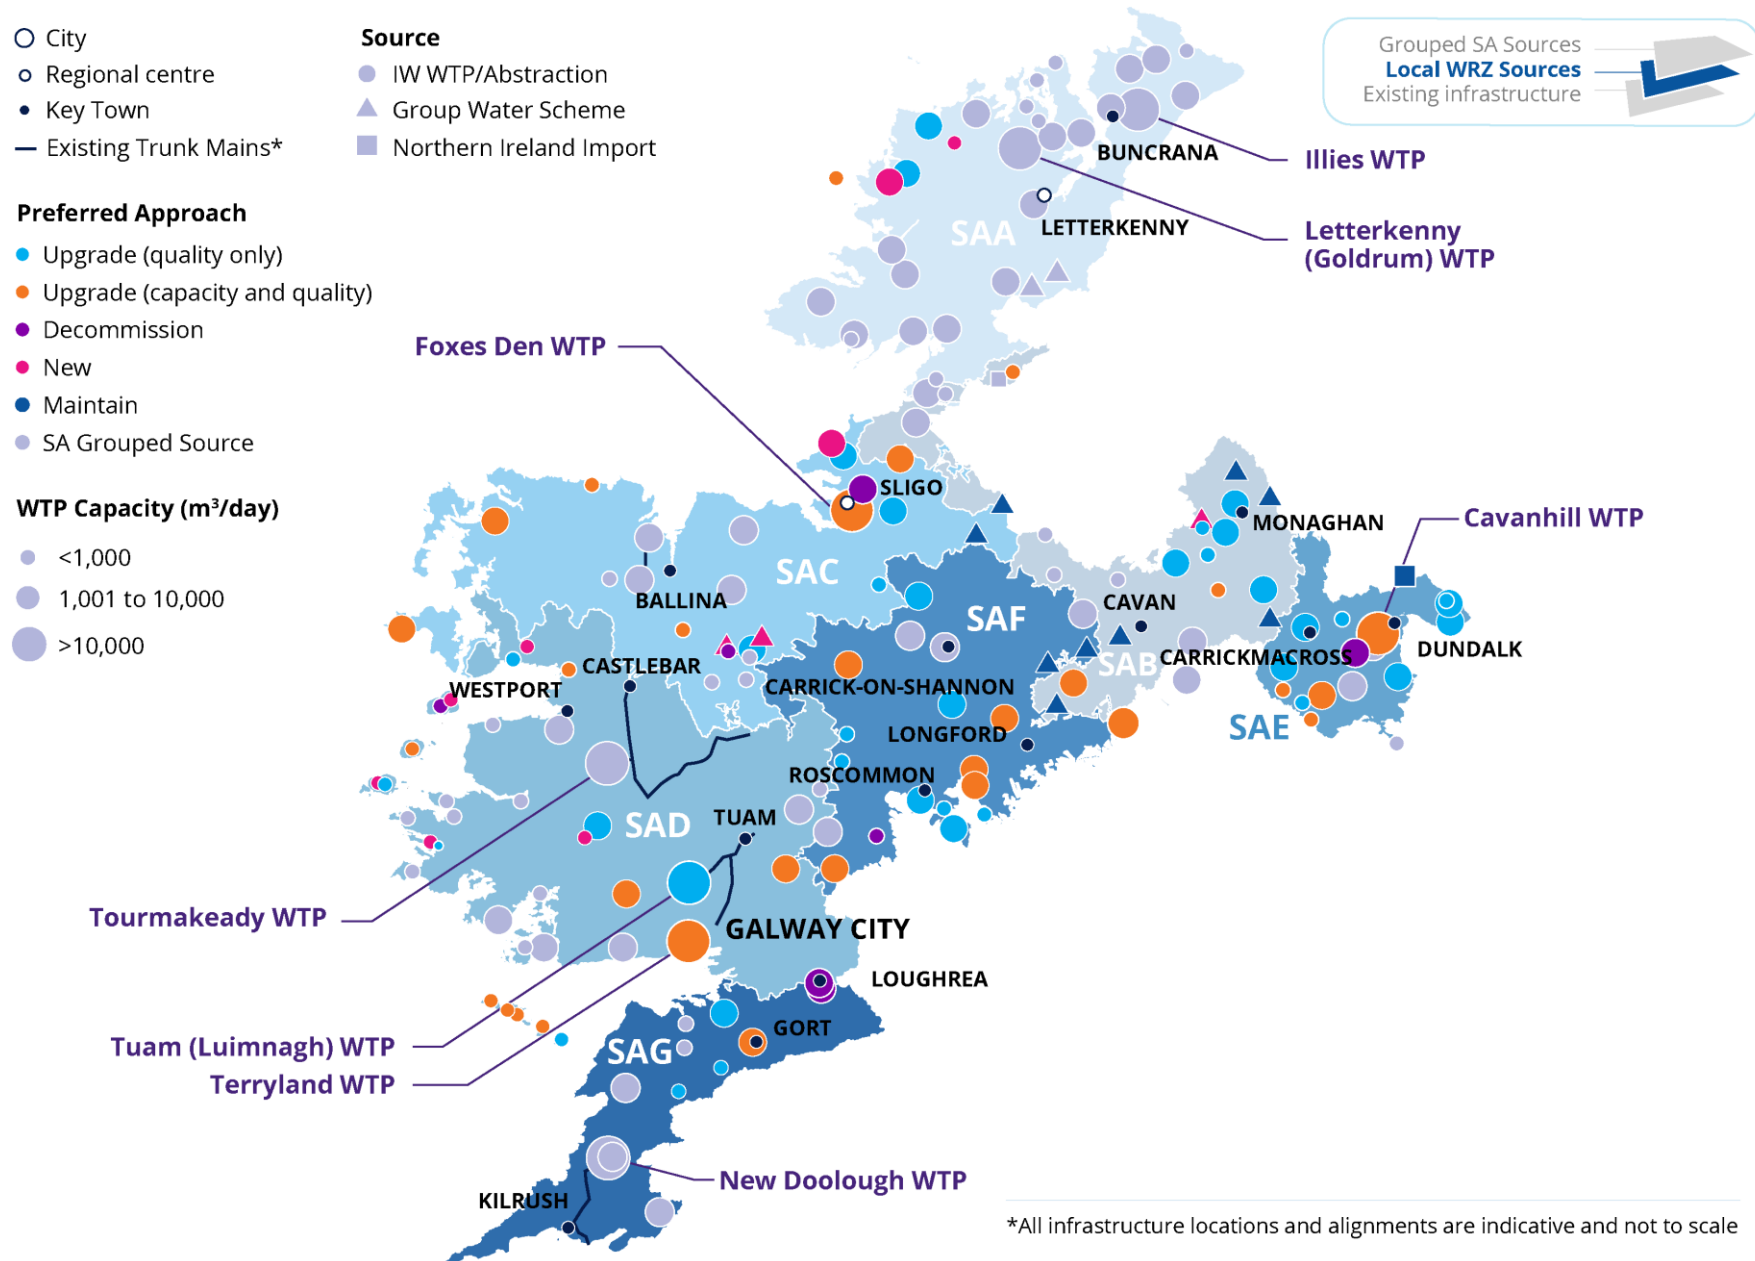 City
Regional centre
Key Town
Existing Trunk Mains*
Source
IW WTP/Abstraction
Group Water Scheme
Northern Ireland Import
Preferred Approach
Upgrade (quality only)
Upgrade (capacity and quality)
Decommission
New
Maintain
SA Grouped Source
WTP Capacity (m³/day)
<1,000
1,001 to 10,000
>10,000
Grouped SA Sources
Local WRZ Sources
Existing infrastructure
BUNCRANA
Illies WTP
LETTERKENNY
SAA
Letterkenny
(Goldrum) WTP
Foxes Den WTP
SLIGO
MONAGHAN
Cavanhill WTP
SAC
BALLINA
SAF
CAVAN
DUNDALK
CASTLEBAR
SAB
CARRICKMACROSS
WESTPORT
CARRICK-ON-SHANNON
SAE
LONGFORD
ROSCOMMON
TUAM
SAD
Tourmakeady WTP
GALWAY CITY
LOUGHREA
GORT
Tuam (Luimnagh) WTP
SAG
Terryland WTP
New Doolough WTP
KILRUSH
*All infrastructure locations and alignments are indicative and not to scale